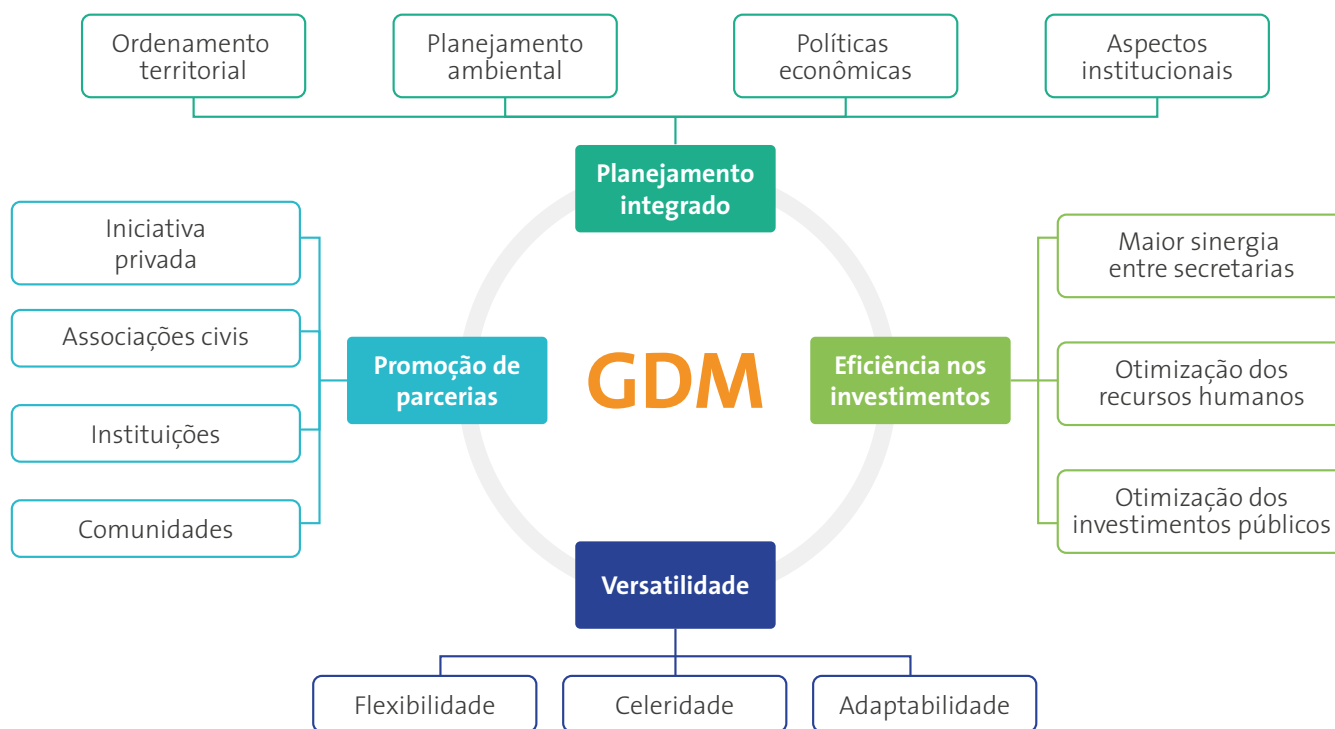 Ordenamento
territorial
Planejamento
ambiental
Políticas
econômicas
Aspectos
institucionais
Planejamento
integrado
Iniciativa
privada
Associações civis
Instituições
Comunidades
Promoção de
parcerias
GDM
Eficiência nos
investimentos
Maior sinergia
entre secretarias
Otimização dos
recursos humanos
Otimização dos
investimentos públicos
Versatilidade
Flexibilidade
Celeridade
Adaptabilidade